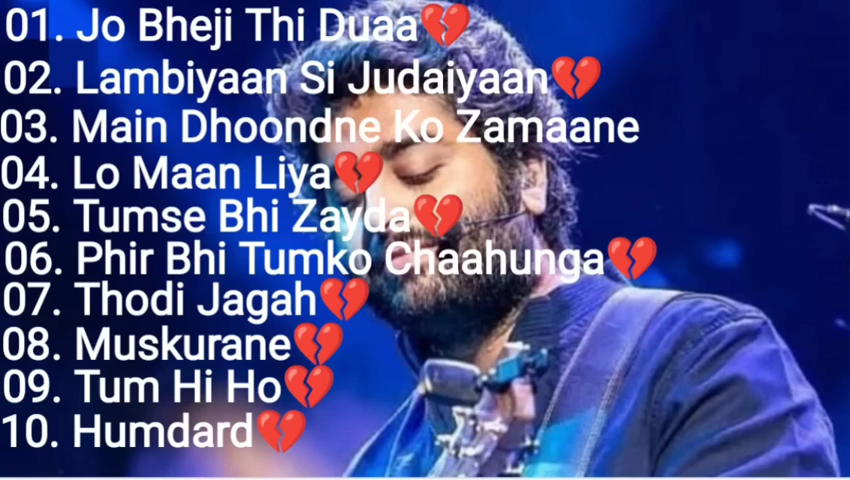 01. Jo Bheji Thi Duaa💔
02. Lambiyaan Si Judaiyaan💔
03. Main Dhoondne Ko Zamaane
04. Lo Maan Liya💔
05. Tumse Bhi Zayda💔
06. Phir Bhi Tumko Chaahunga💔
07. Thodi Jagah💔
08. Muskurane💔
09. Tum Hi Ho💔
10. Humdard💔